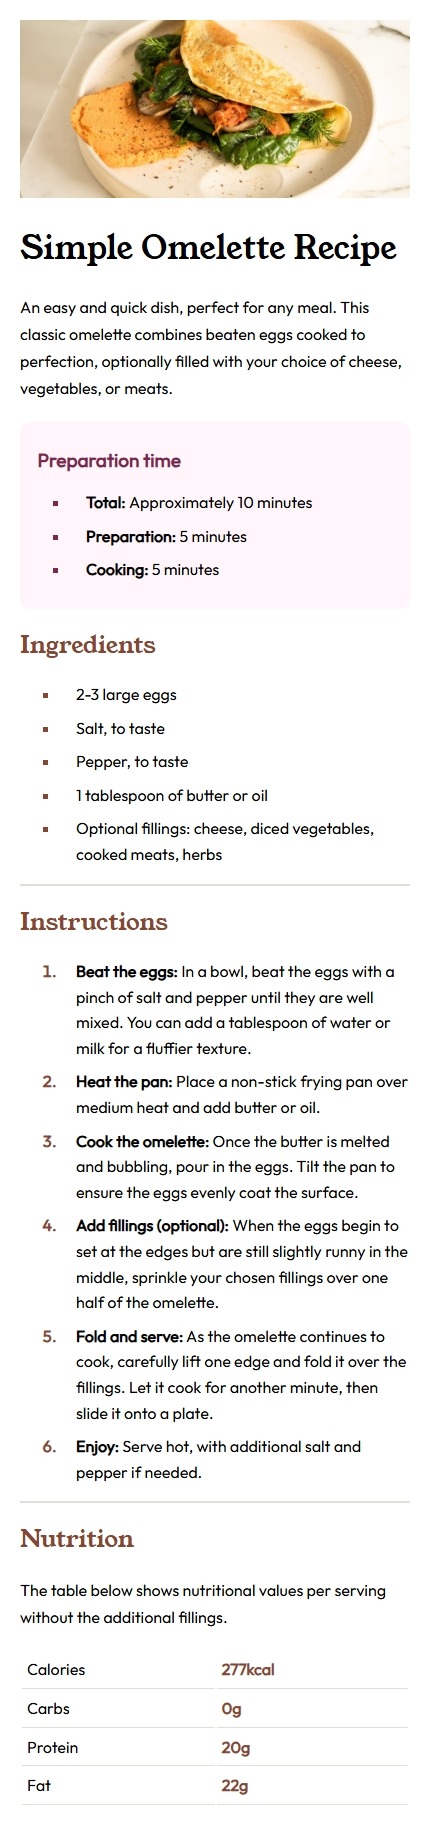 Simple Omelette Recipe
An easy and quick dish, perfect for any meal. This
classic omelette combines beaten eggs cooked to
perfection, optionally filled with your choice of cheese,
vegetables, or meats.
Preparation time
▪ Total: Approximately 10 minutes
▪ Preparation: 5 minutes
▪ Cooking: 5 minutes
Ingredients
▪ 2-3 large eggs
▪ Salt, to taste
▪ Pepper, to taste
▪ 1 tablespoon of butter or oil
▪ Optional fillings: cheese, diced vegetables,
cooked meats, herbs
Instructions
1. Beat the eggs: In a bowl, beat the eggs with a
pinch of salt and pepper until they are well
mixed. You can add a tablespoon of water or
milk for a fluffier texture.
2. Heat the pan: Place a non-stick frying pan over
medium heat and add butter or oil.
3. Cook the omelette: Once the butter is melted
and bubbling, pour in the eggs. Tilt the pan to
ensure the eggs evenly coat the surface.
4. Add fillings (optional): When the eggs begin to
set at the edges but are still slightly runny in the
middle, sprinkle your chosen fillings over one
half of the omelette.
5. Fold and serve: As the omelette continues to
cook, carefully lift one edge and fold it over the
fillings. Let it cook for another minute, then
slide it onto a plate.
6. Enjoy: Serve hot, with additional salt and
pepper if needed.
Nutrition
The table below shows nutritional values per serving
without the additional fillings.
Calories 277kcal
Carbs 0g
Protein 20g
Fat 22g